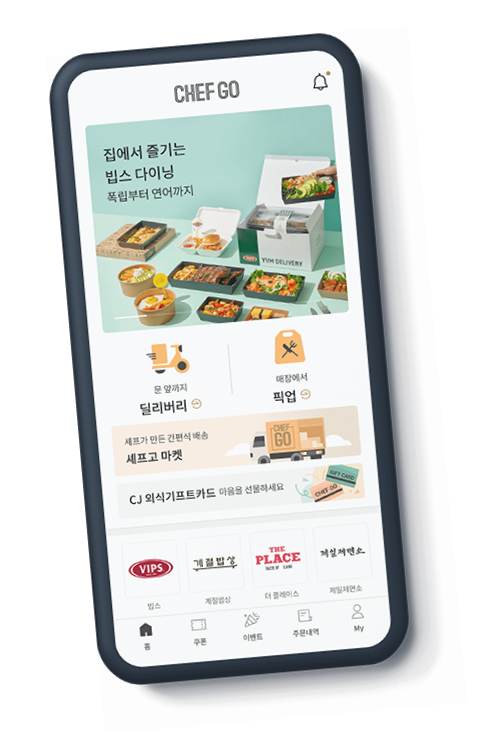 CHEF GO
집에서 즐기는
빕스 다이닝
폭립부터 연어까지
VIPS
YUM DELIVERY
문 앞까지
딜리버리
매장에서
픽업
셰프가 만든 간편식 배송
셰프고 마켓
CHEF
GO
CJ 외식기프트카드 마음을 선물하세요
GIFT CARD
CHEF GO
VIPS
계절밥상
THE
PLACE
제일제면소
빕스
계절밥상
더 플레이스
제일제면소
홈
쿠폰
이벤트
주문내역
My